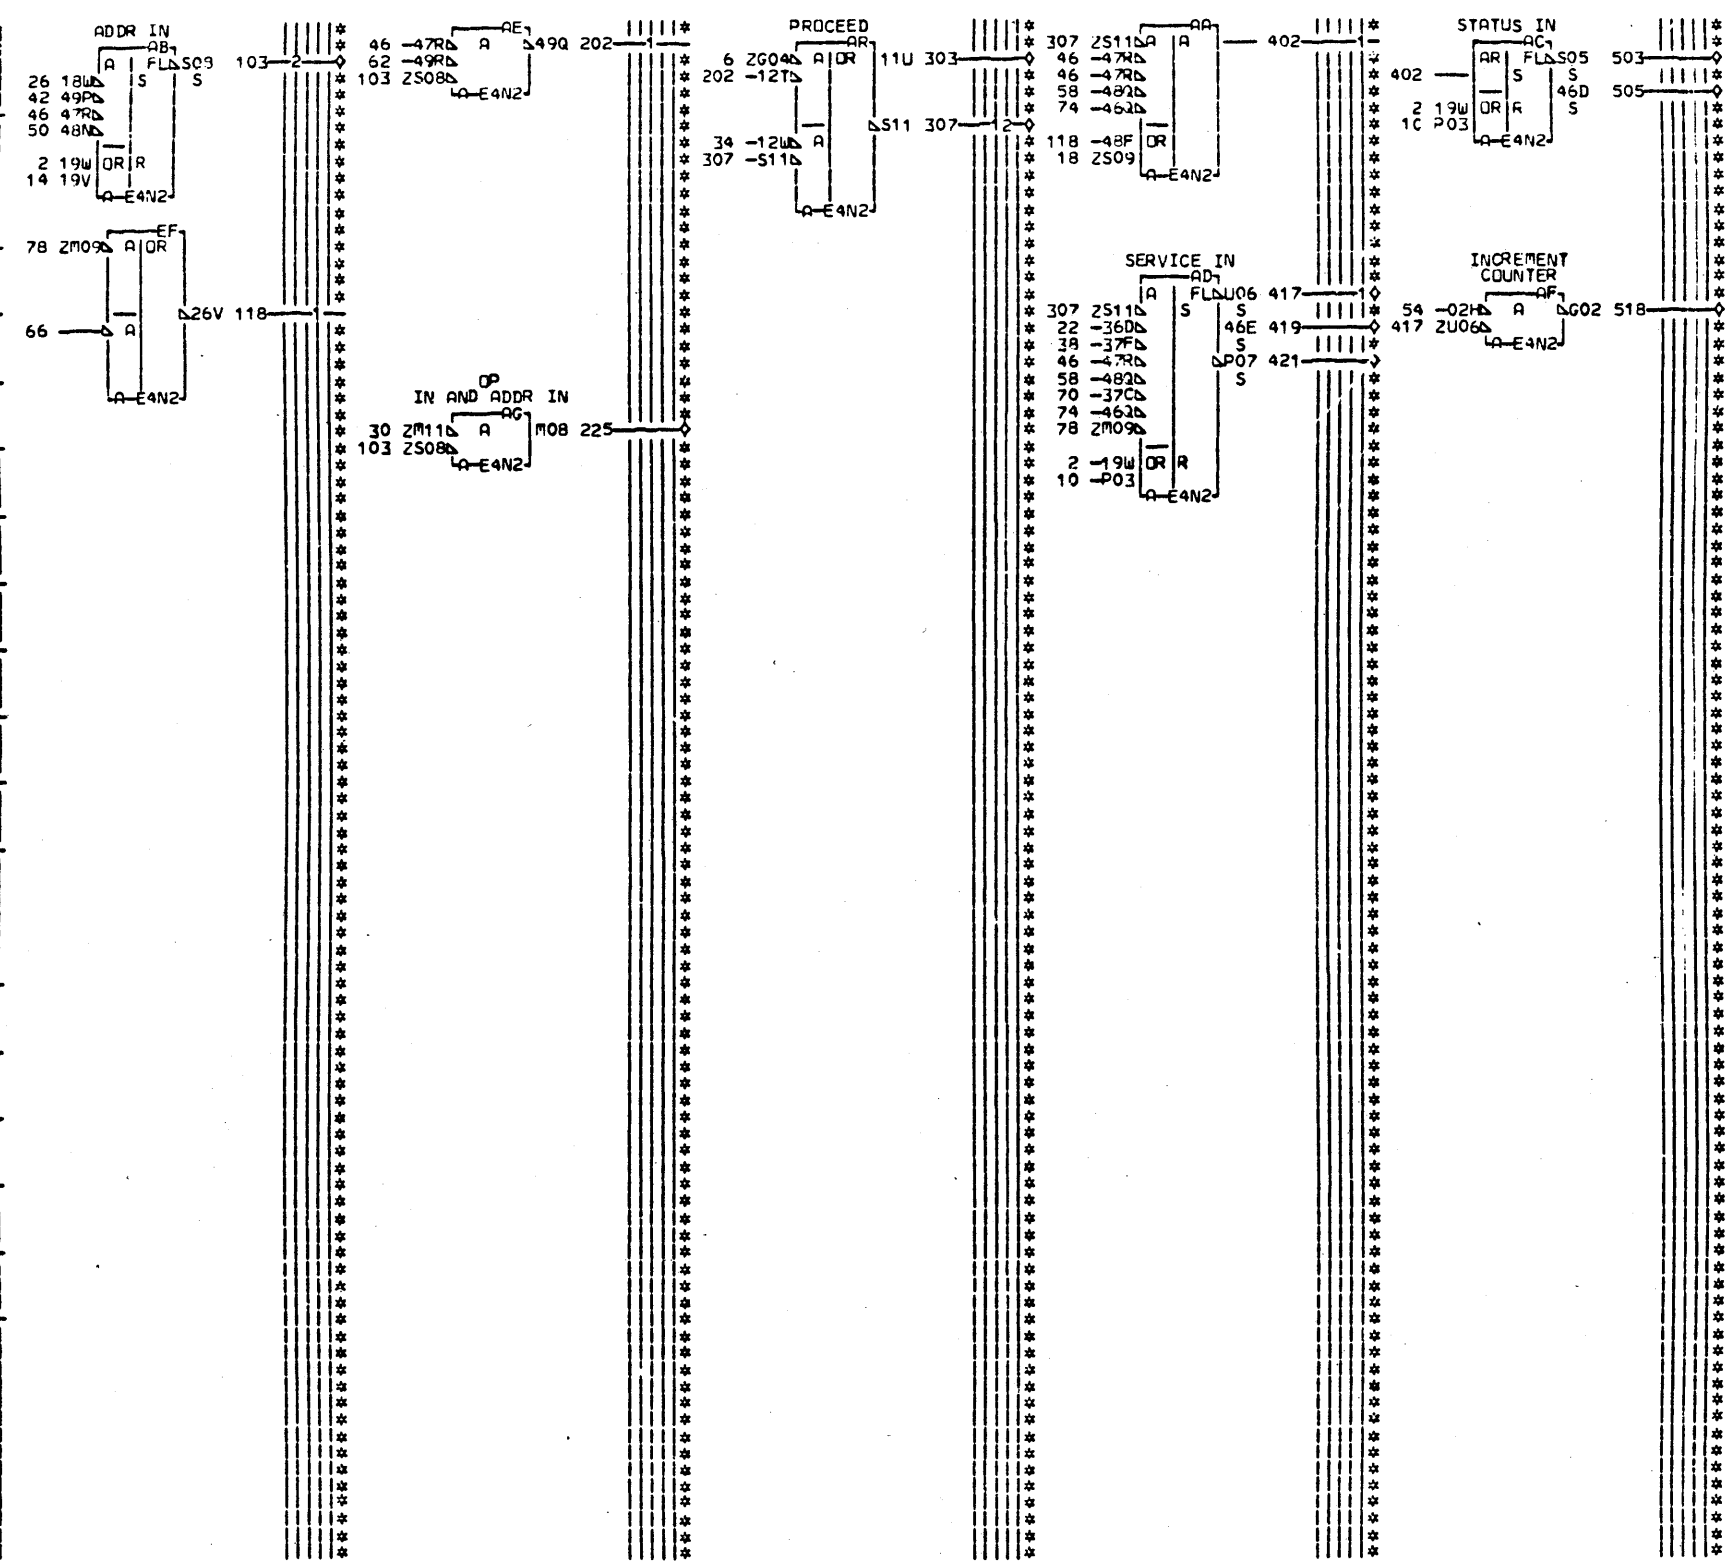 ADDR IN
AB
A FL S09 103 2
26 18W S S
42 49P
46 47R
50 48N
2 19W OR R
14 19V
A-E4N2
EF
78 ZM09 A OR
26V 118 1
66 A
A-E4N2
AE
46 -47R A 49Q 202 1
62 -49R
103 ZS08
A-E4N2
OP
IN AND ADDR IN
AG
30 ZM11 A M08 225
103 ZS08
A-E4N2
PROCEED
AR
6 ZG04 A OR 11U 303
202 -12T
S11 307 2
34 -12W A
307 -S11
A-E4N2
AA
307 ZS11 A A 402 1
46 -47R
46 -47R
58 -48Q
74 -46Q
118 -48F OR
18 ZS09
A-E4N2
SERVICE IN
AD
A FL U06 417 1
307 ZS11 S S
22 -36D 46E 419
38 -37F S
46 -47R P07 421
58 -48Q S
70 -37C
74 -46Q
78 ZM09
2 -19W OR R
10 -P03
A-E4N2
STATUS IN
AC
AR FL S05 503
402 S S
46D 505
2 19W OR R S
10 P03
A-E4N2
INCREMENT
COUNTER
AF
54 -02H A G02 518
417 ZU06
A-E4N2